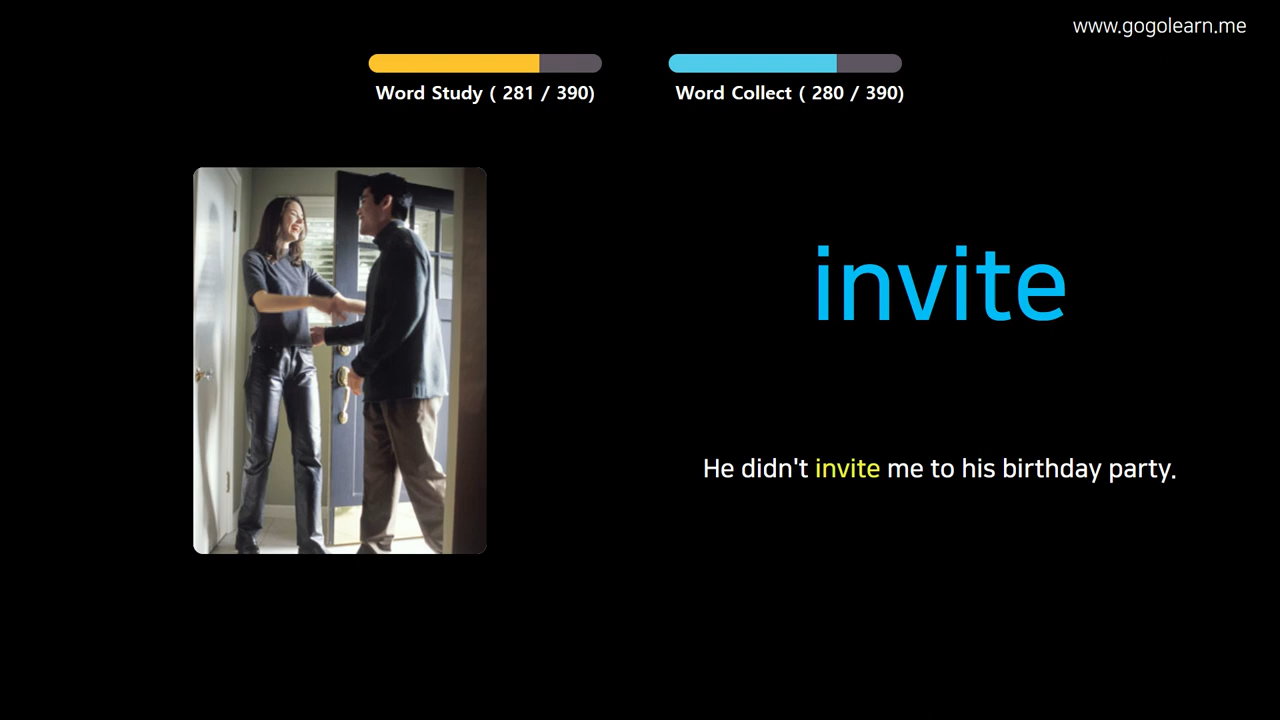 www.gogolearn.me
Word Study ( 281 / 390)
Word Collect ( 280 / 390)
invite
He didn't invite me to his birthday party.